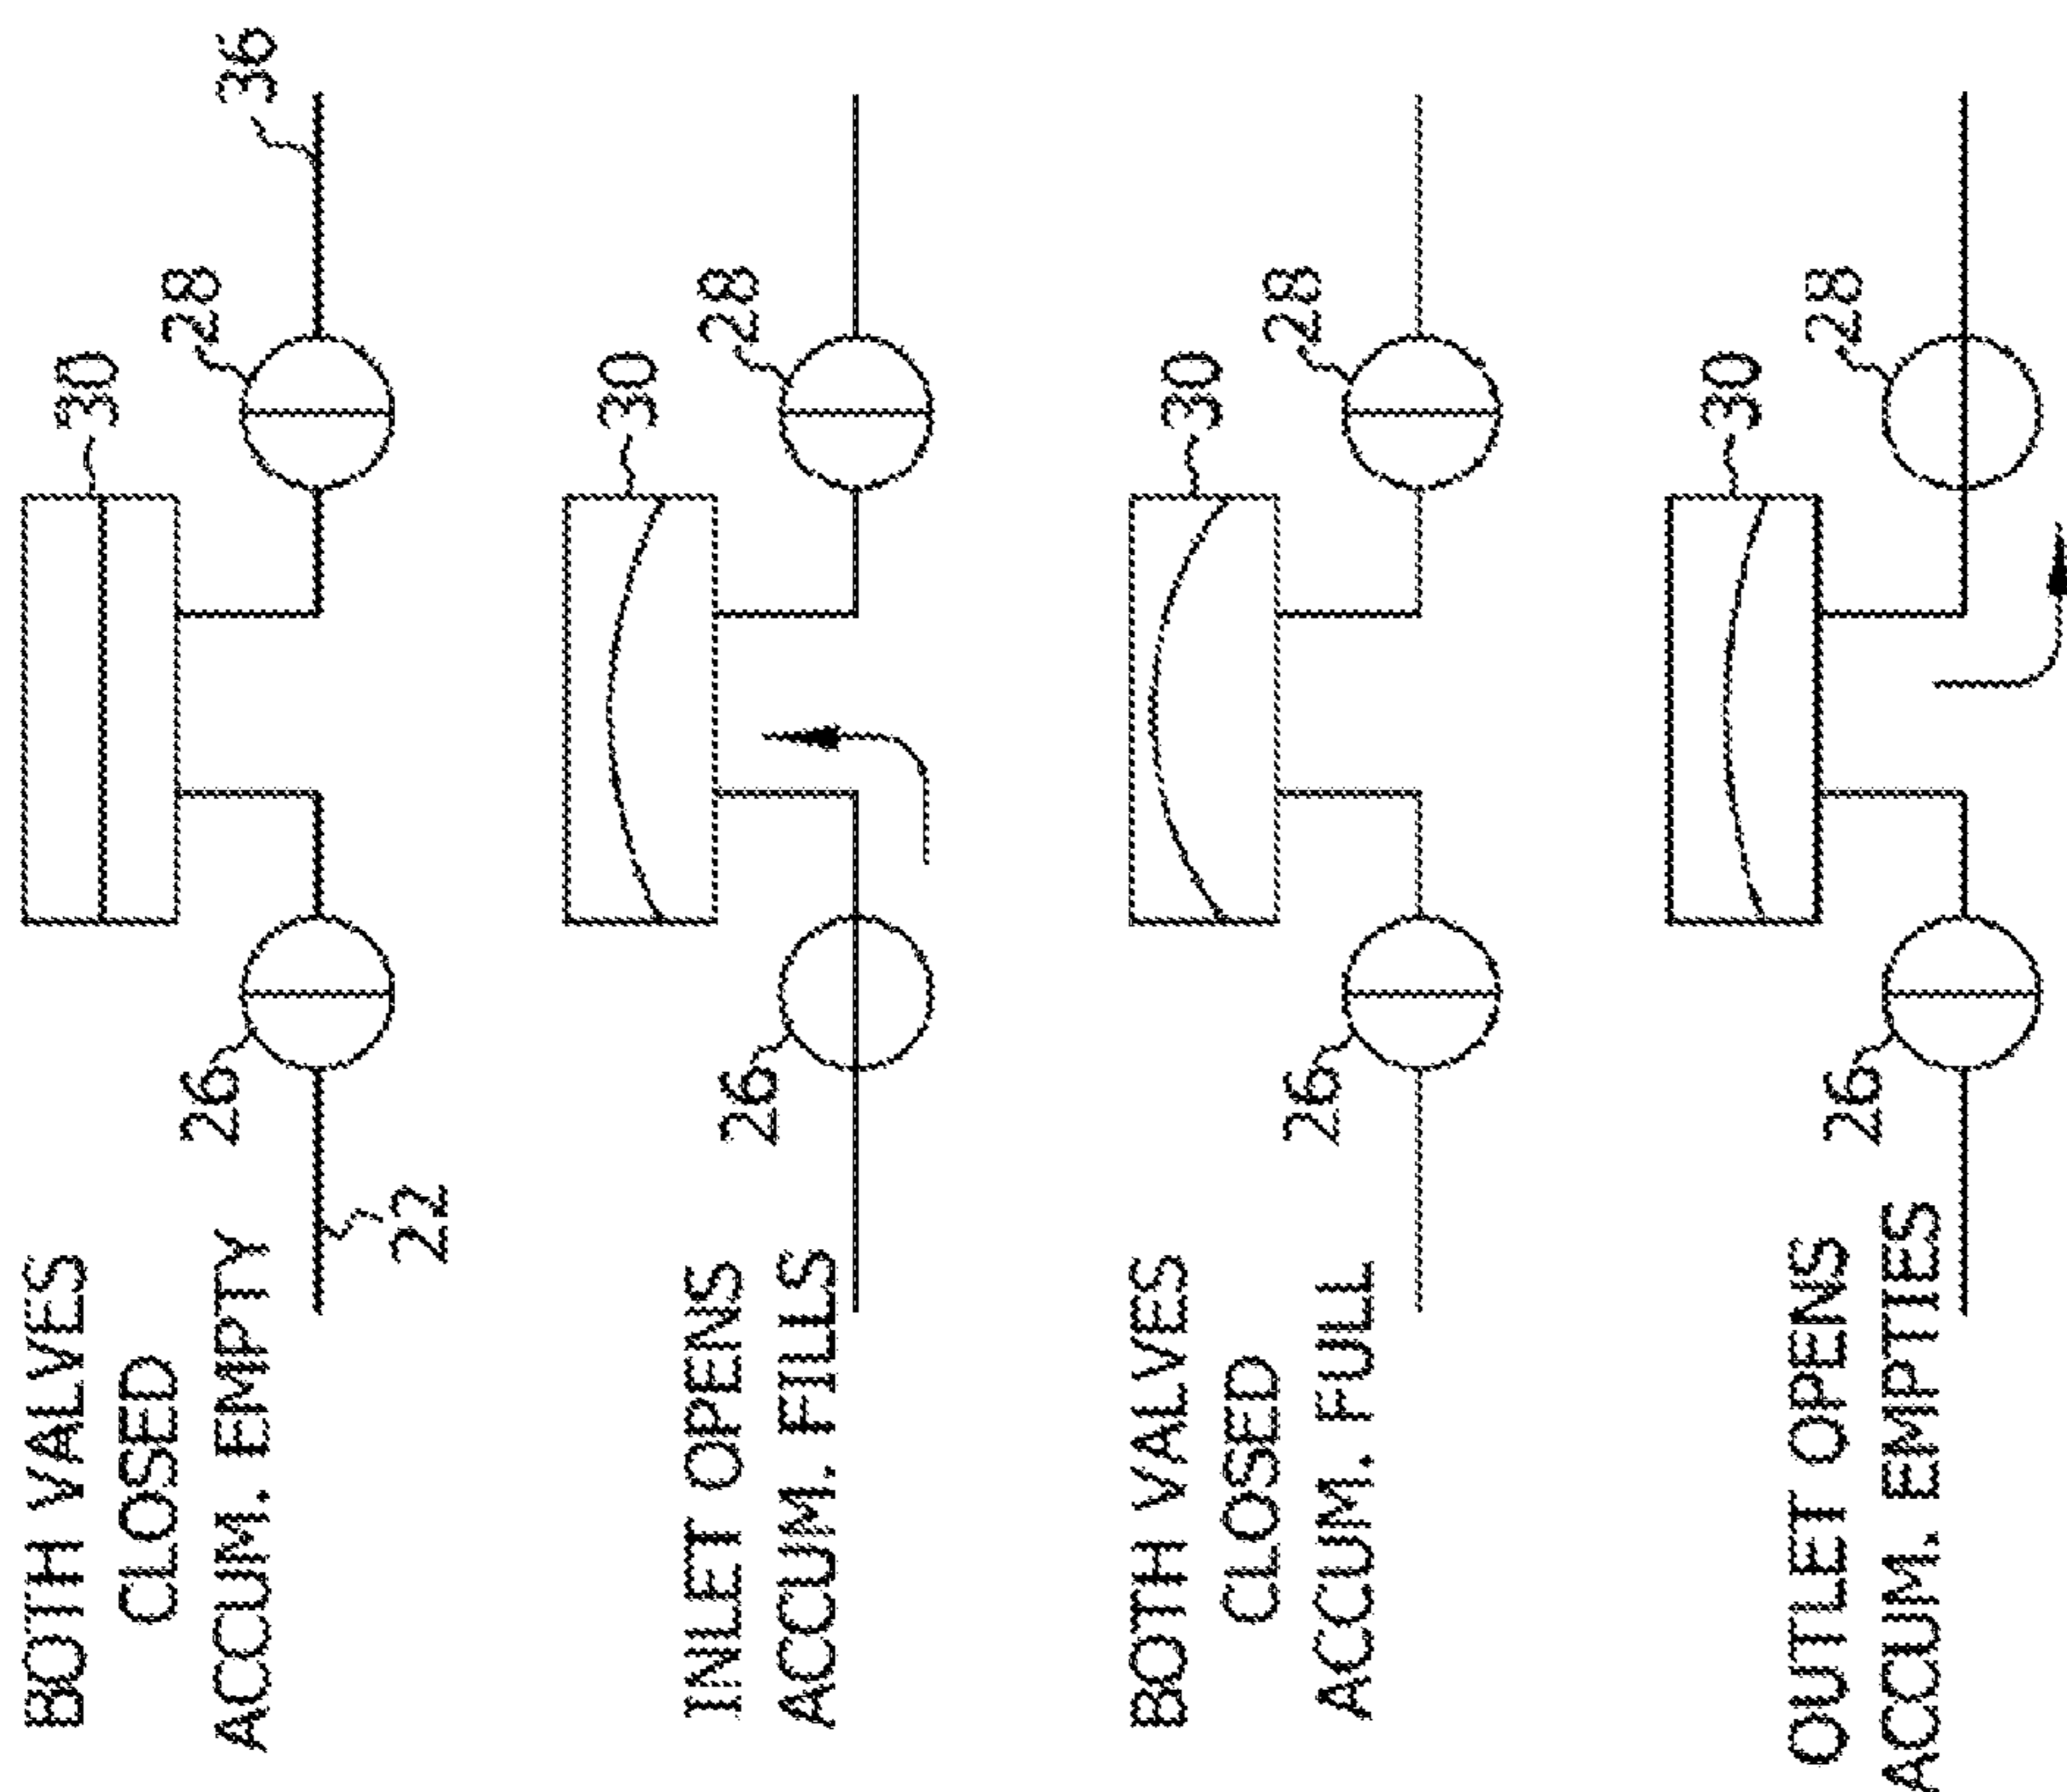 BOTH VALVES
CLOSED
ACCUM. EMPTY
22
26
30
28
36
INLET OPENS
ACCUM. FILLS
26
30
28
BOTH VALVES
CLOSED
ACCUM. FULL
26
30
28
OUTLET OPENS
ACCUM. EMPTIES
26
30
28